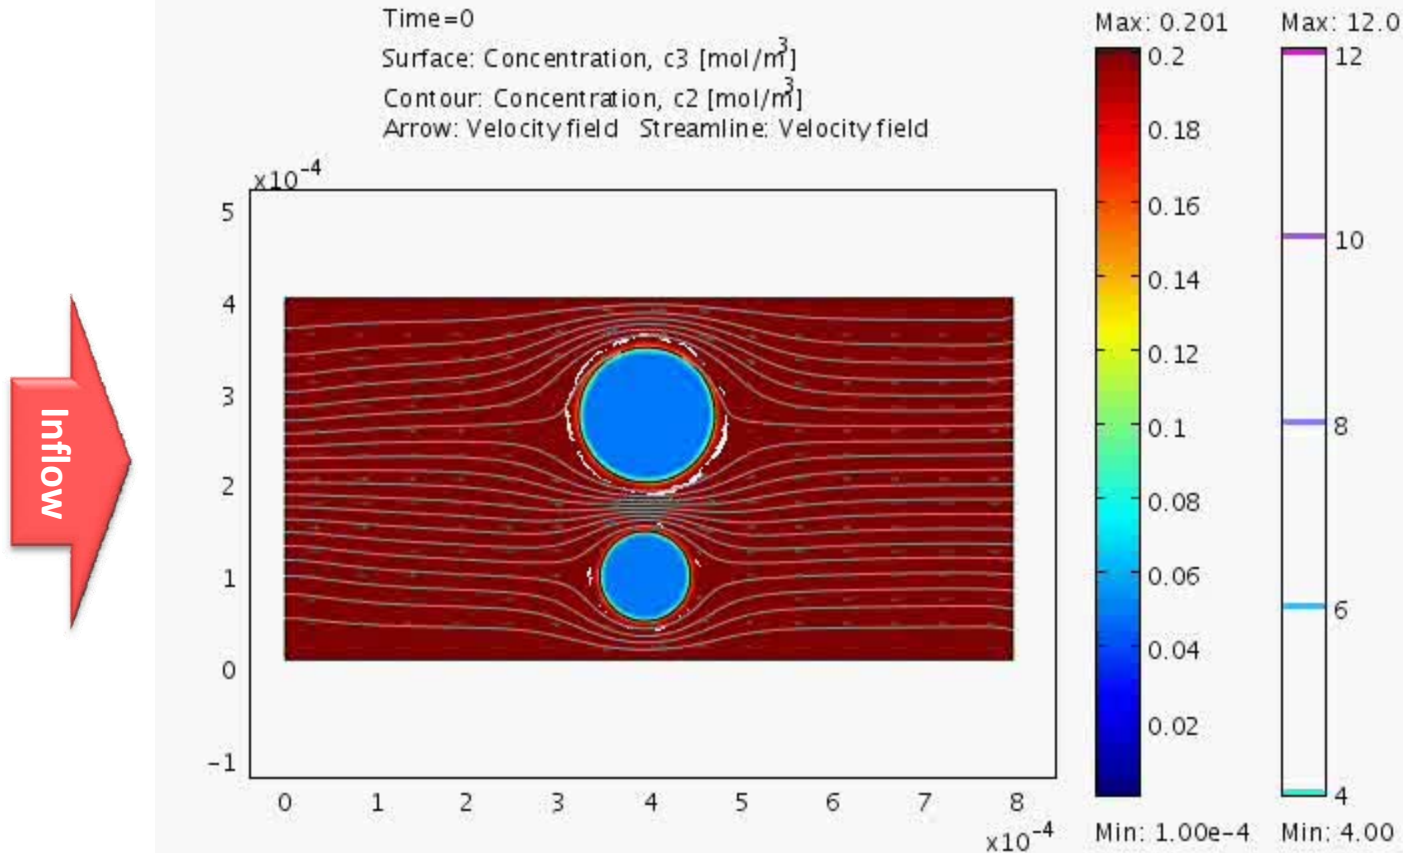 Time=0
Surface: Concentration, c3 [mol/m³]
Contour: Concentration, c2 [mol/m³]
Arrow: Velocity field Streamline: Velocity field
Inflow
x10⁻⁴
5
4
3
2
1
0
-1
0 1 2 3 4 5 6 7 8
x10⁻⁴
Max: 0.201
0.2
0.18
0.16
0.14
0.12
0.1
0.08
0.06
0.04
0.02
Min: 1.00e-4
Max: 12.0
12
10
8
6
4
Min: 4.00